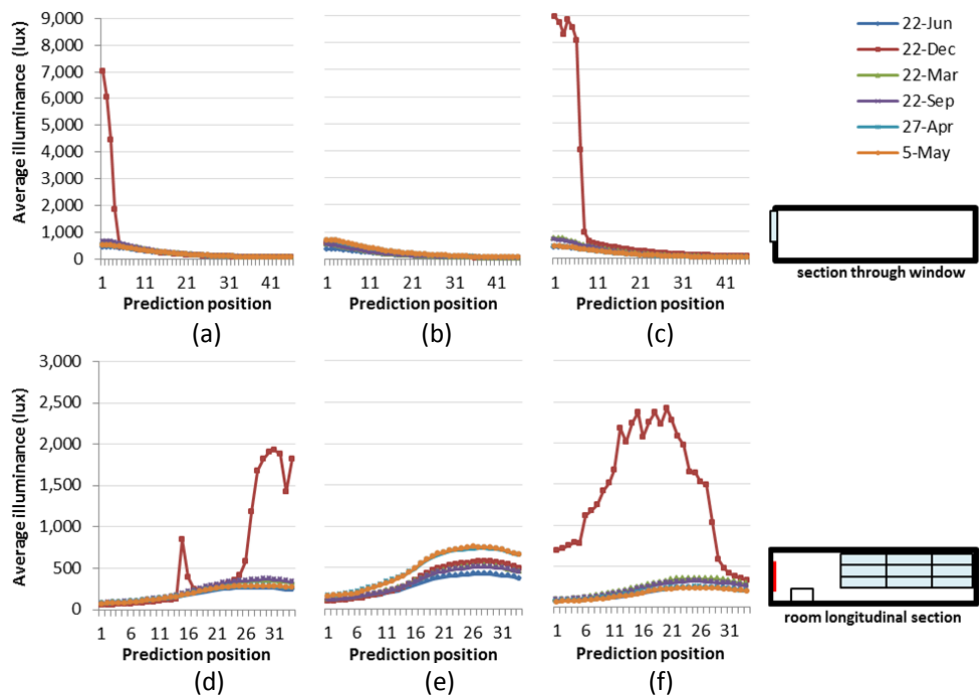 Average illuminance (lux)
9,000
8,000
7,000
6,000
5,000
4,000
3,000
2,000
1,000
0
1 11 21 31 41
Prediction position
(a)
1 11 21 31 41
Prediction position
(b)
1 11 21 31 41
Prediction position
(c)
22-Jun
22-Dec
22-Mar
22-Sep
27-Apr
5-May
section through window
Average illuminance (lux)
3,000
2,500
2,000
1,500
1,000
500
0
1 6 11 16 21 26 31
Prediction position
(d)
1 6 11 16 21 26 31
Prediction position
(e)
1 6 11 16 21 26 31
Prediction position
(f)
room longitudinal section